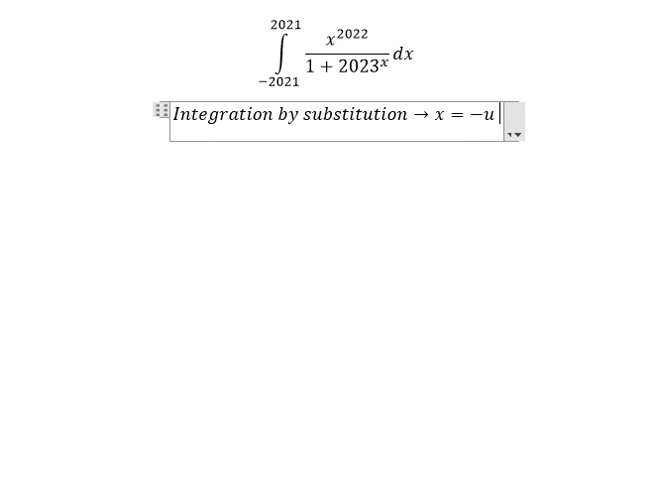 2021
∫ x^2022 / (1 + 2023^x) dx
−2021
Integration by substitution → x = −u